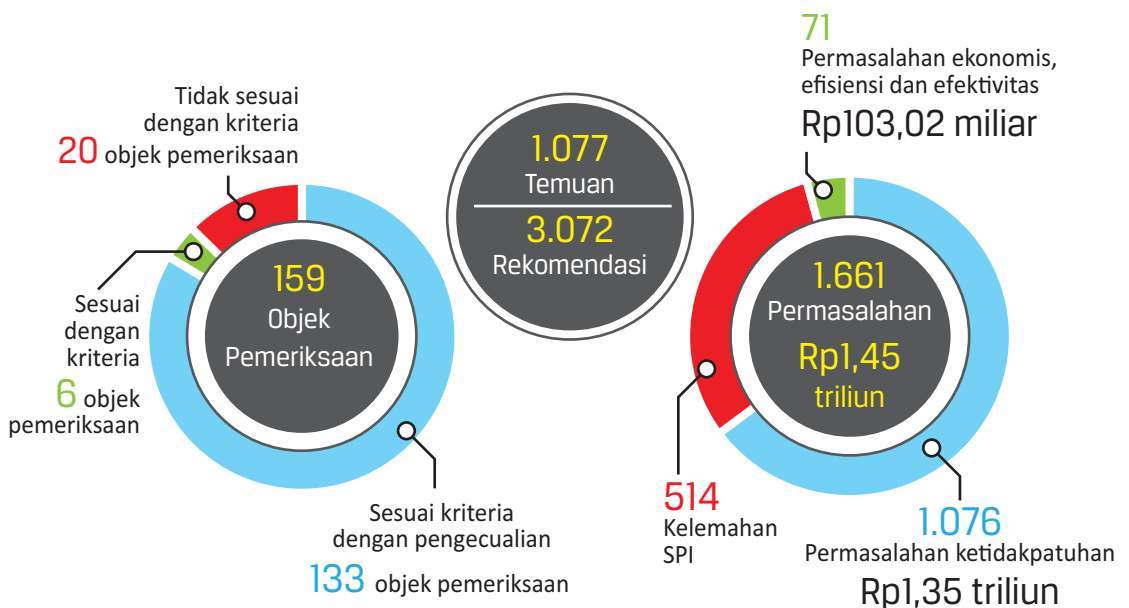 Tidak sesuai
dengan kriteria
20 objek pemeriksaan
159
Objek
Pemeriksaan
Sesuai
dengan
kriteria
6 objek
pemeriksaan
Sesuai kriteria
dengan pengecualian
133 objek pemeriksaan
1.077
Temuan
3.072
Rekomendasi
71
Permasalahan ekonomis,
efisiensi dan efektivitas
Rp103,02 miliar
1.661
Permasalahan
Rp1,45
triliun
514
Kelemahan
SPI
1.076
Permasalahan ketidakpatuhan
Rp1,35 triliun